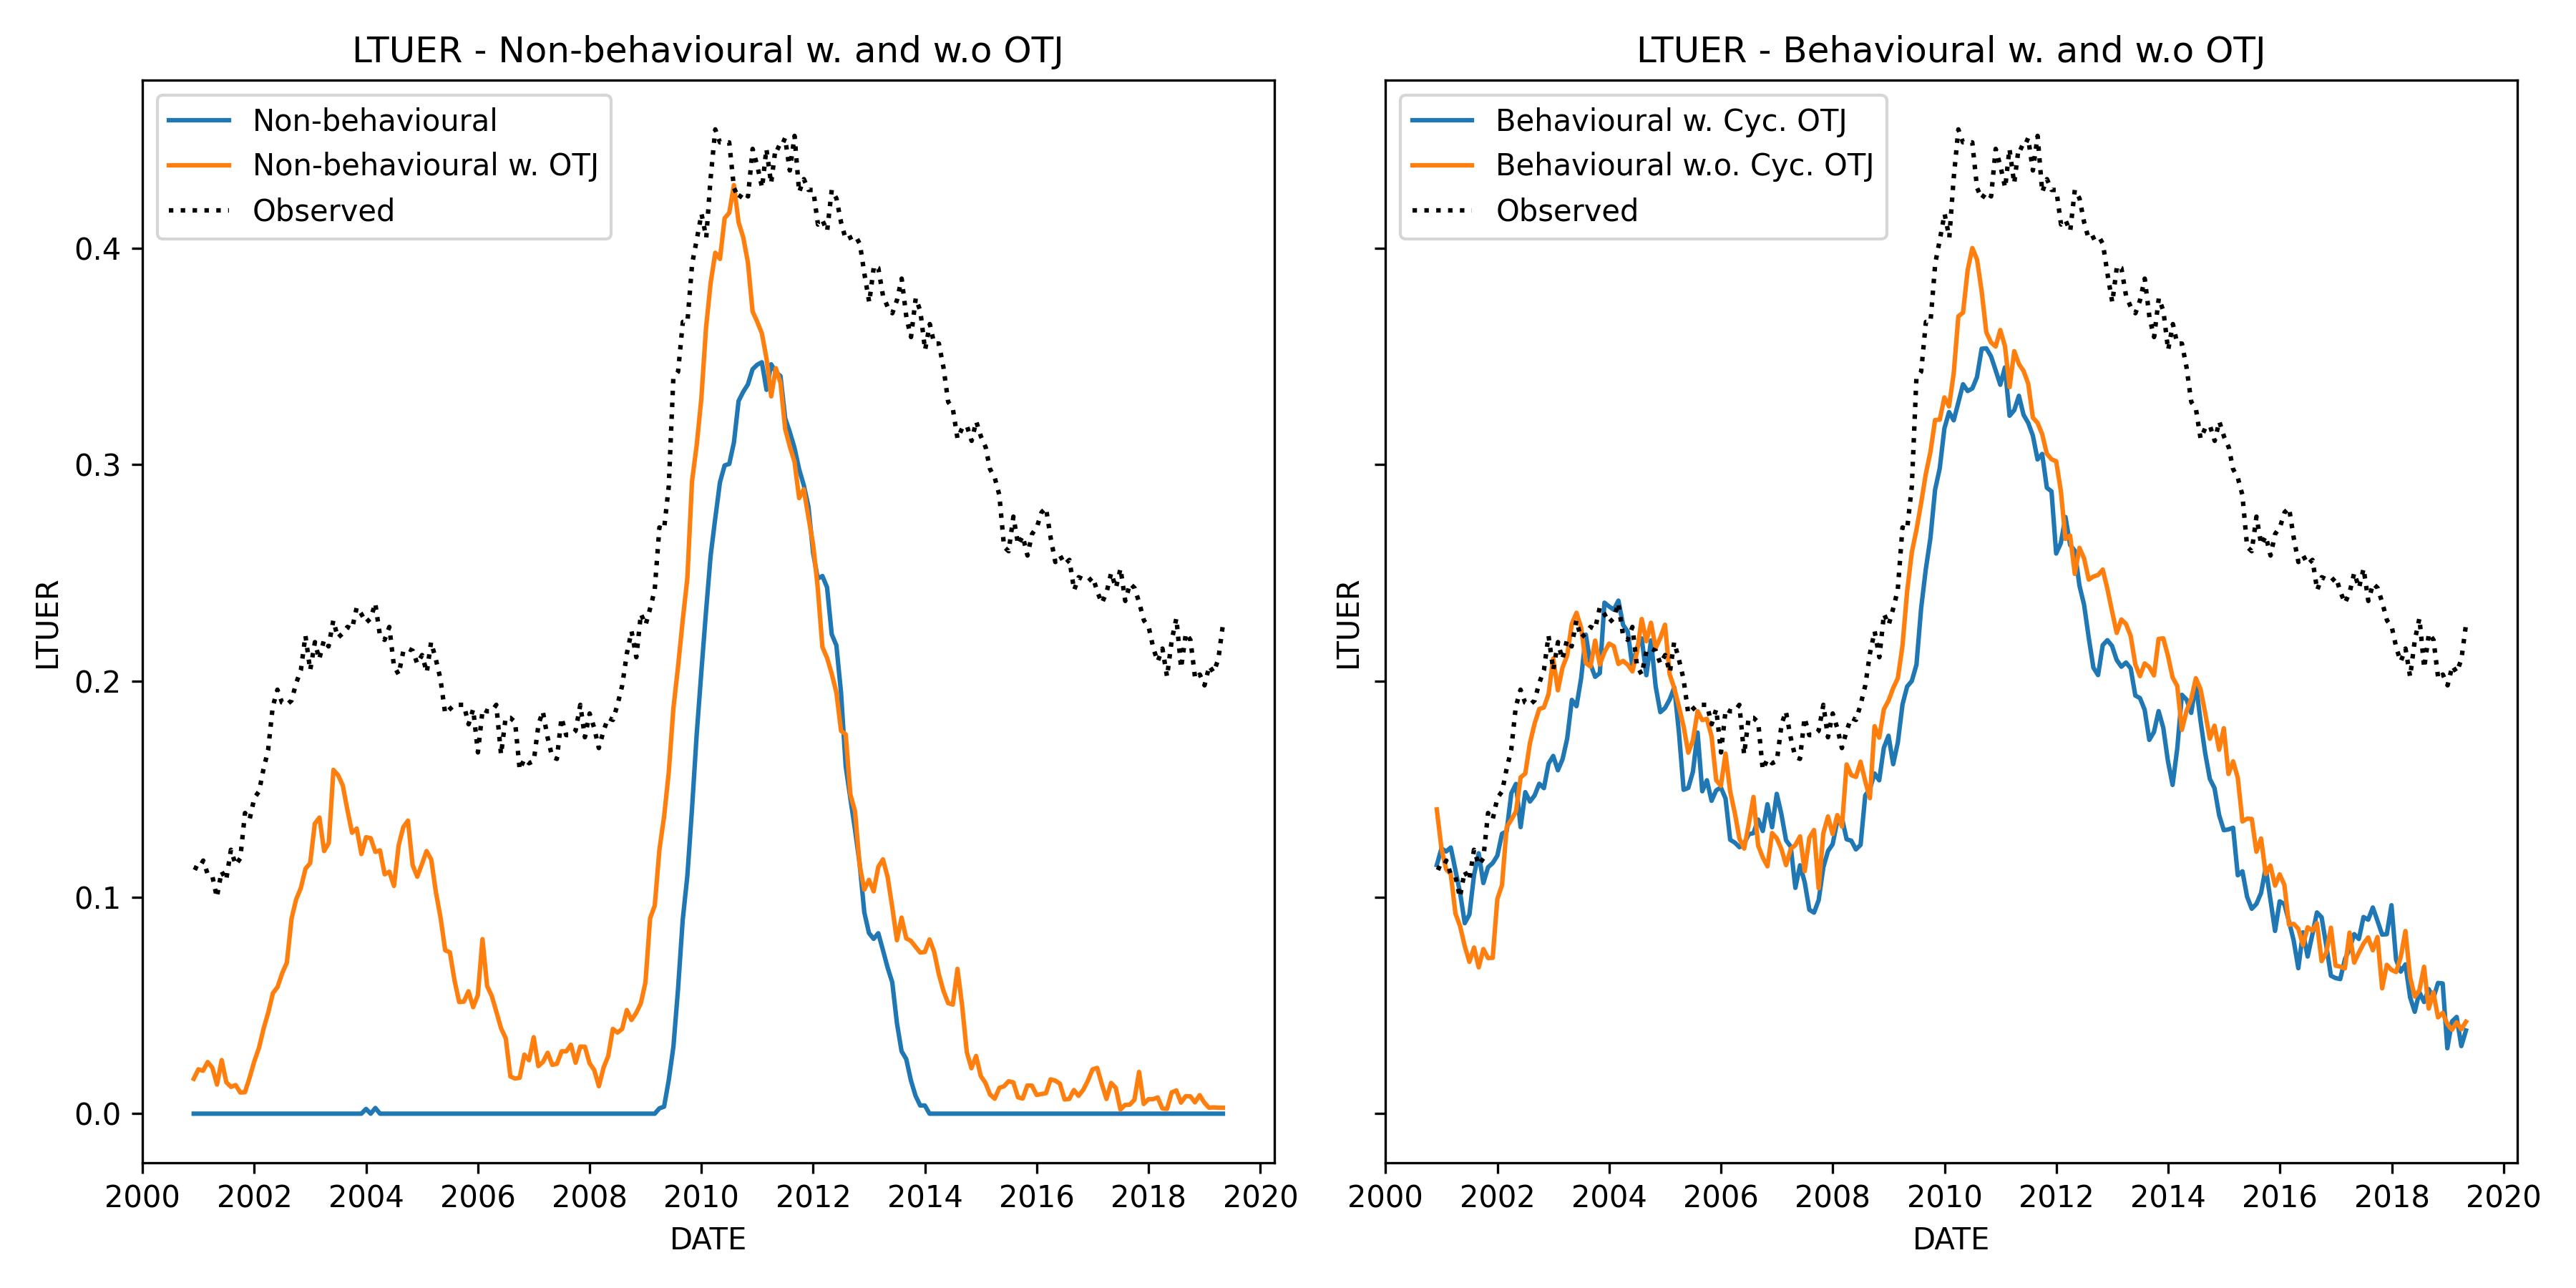 LTUER - Non-behavioural w. and w.o OTJ
Non-behavioural
Non-behavioural w. OTJ
Observed
0.4
0.3
0.2
0.1
0.0
LTUER
2000 2002 2004 2006 2008 2010 2012 2014 2016 2018 2020
DATE
LTUER - Behavioural w. and w.o OTJ
Behavioural w. Cyc. OTJ
Behavioural w.o. Cyc. OTJ
Observed
LTUER
2000 2002 2004 2006 2008 2010 2012 2014 2016 2018 2020
DATE